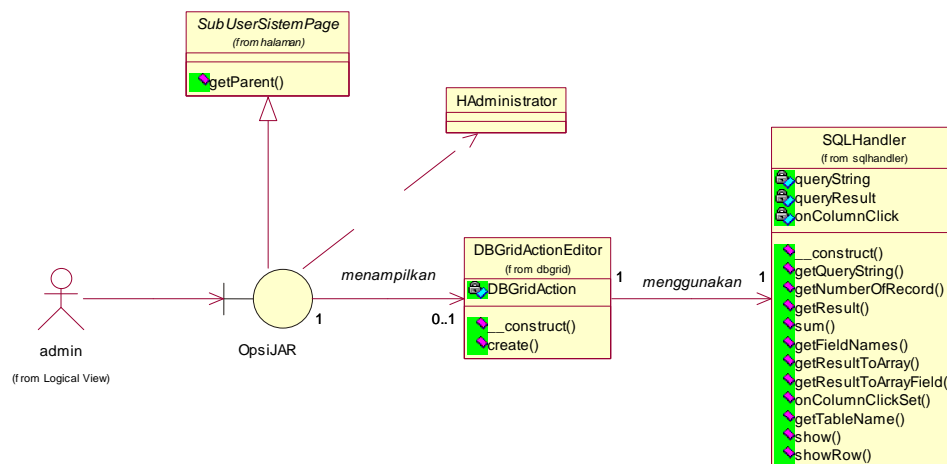 SubUserSistemPage
(from halaman)
getParent()
HAdministrator
SQLHandler
(from sqlhandler)
queryString
queryResult
onColumnClick
__construct()
getQueryString()
getNumberOfRecord()
getResult()
sum()
getFieldNames()
getResultToArray()
getResultToArrayField()
onColumnClickSet()
getTableName()
show()
showRow()
DBGridActionEditor
(from dbgrid)
DBGridAction
__construct()
create()
menampilkan
1
0..1
1
menggunakan
1
admin
(from Logical View)
OpsiJAR